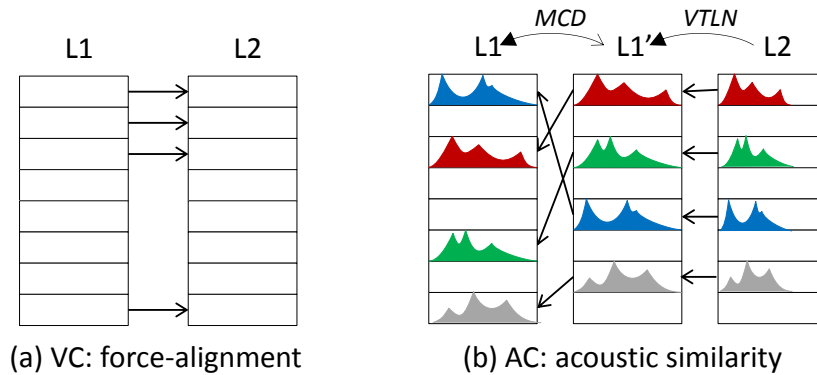 MCD VTLN
L1 L2 L1 L1' L2
(a) VC: force-alignment (b) AC: acoustic similarity